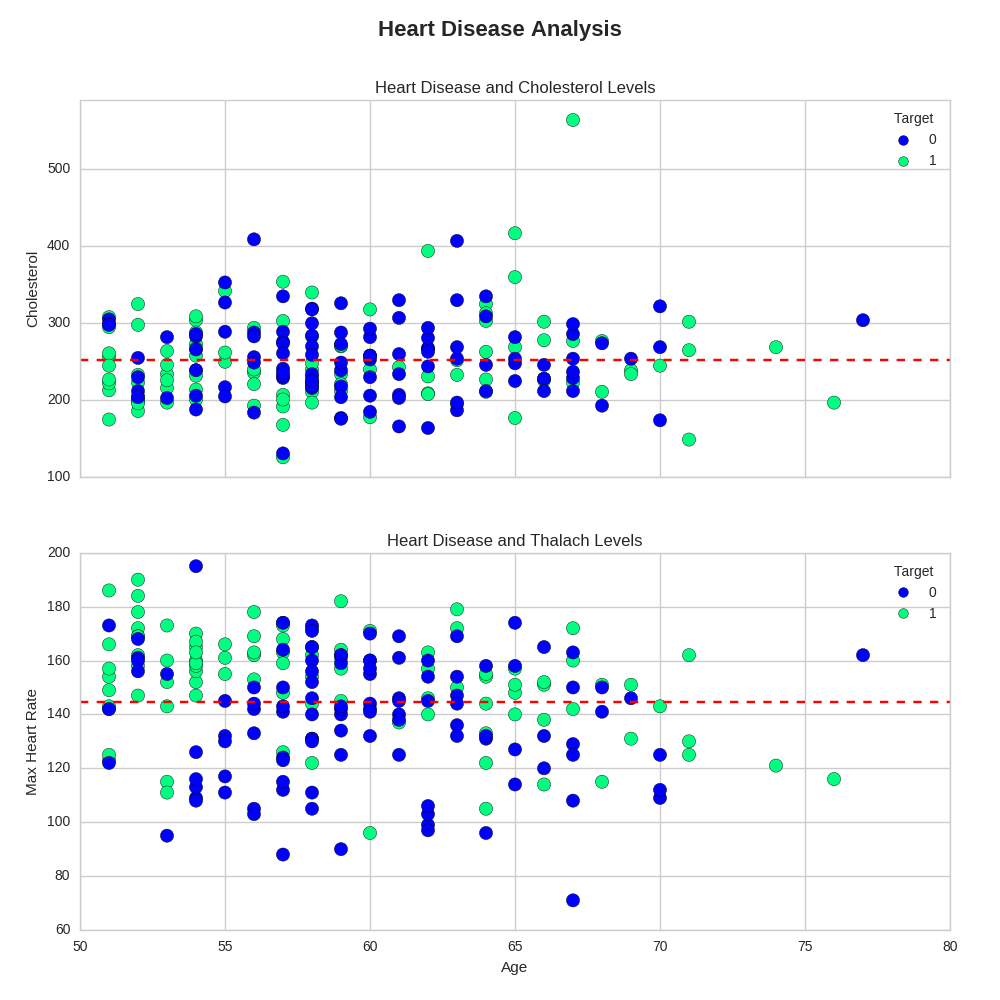 Heart Disease Analysis
Heart Disease and Cholesterol Levels
Target
0
1
500
400
300
200
100
Cholesterol
Heart Disease and Thalach Levels
Target
0
1
200
180
160
140
120
100
80
60
Max Heart Rate
50 55 60 65 70 75 80
Age